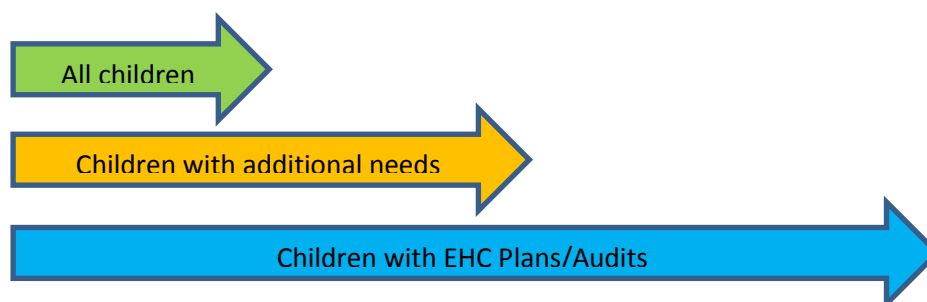 All children
Children with additional needs
Children with EHC Plans/Audits